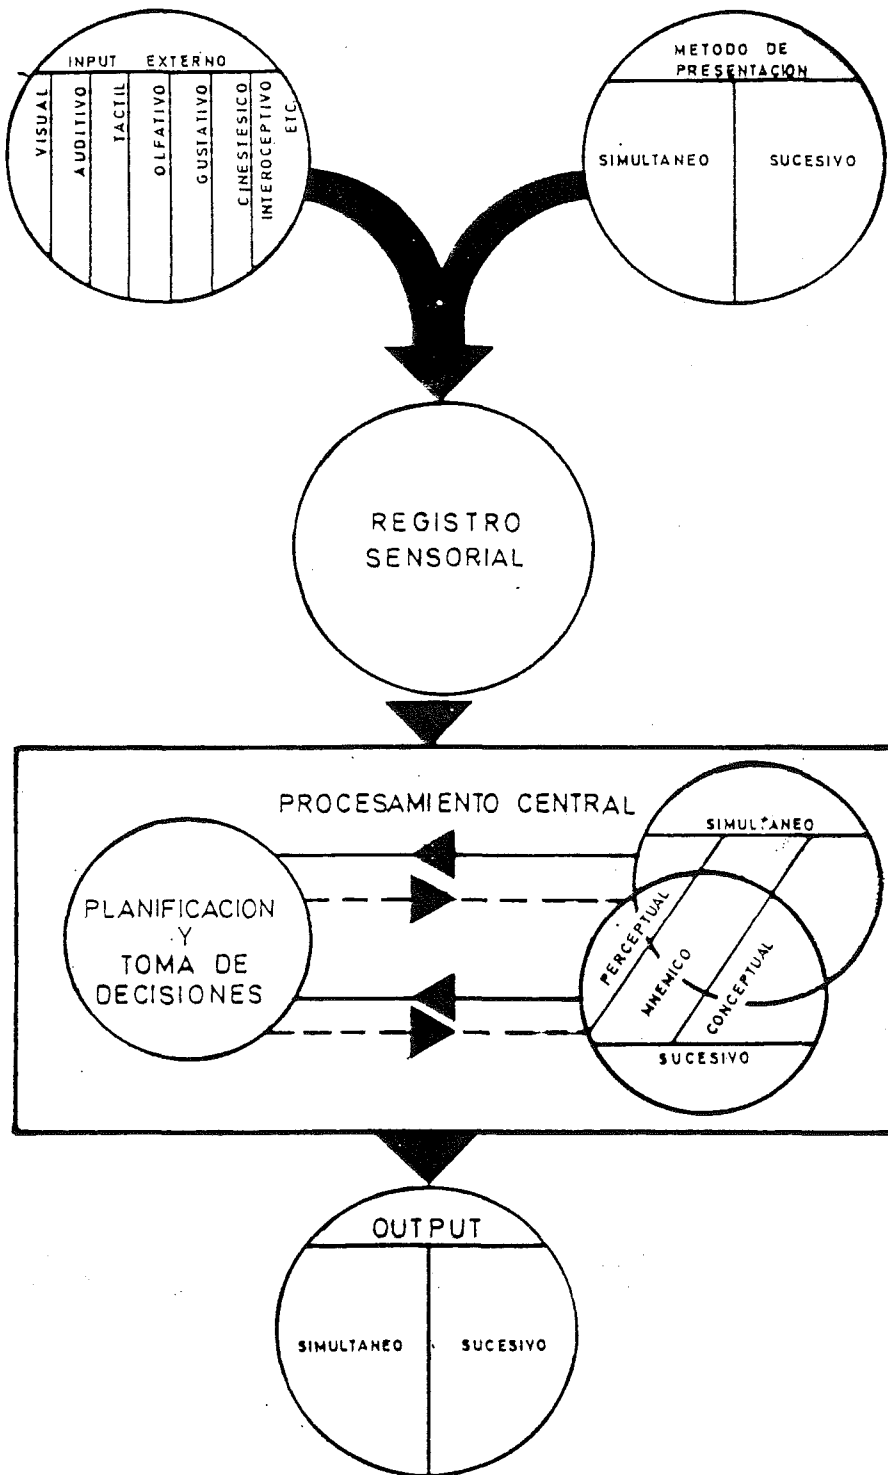 INPUT EXTERNO
VISUAL
AUDITIVO
TACTIL
OLFATIVO
GUSTATIVO
CINESTESICO
INTEROCEPTIVO
ETC.
METODO DE
PRESENTACION
SIMULTANEO
SUCESIVO
REGISTRO
SENSORIAL
PROCESAMIENTO CENTRAL
PLANIFICACION
Y
TOMA DE
DECISIONES
SIMULTANEO
PERCEPTUAL
MNEMICO
CONCEPTUAL
SUCESIVO
OUTPUT
SIMULTANEO
SUCESIVO